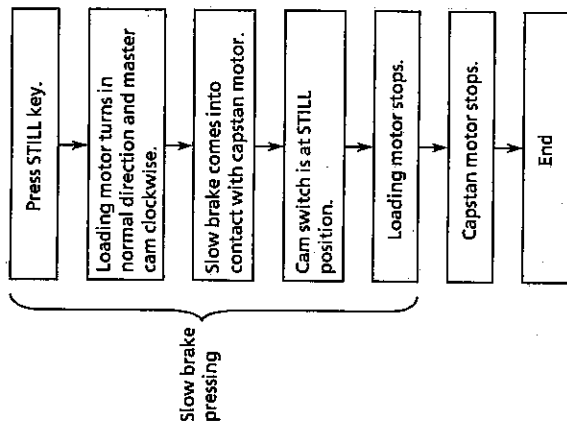 Press STILL key.
Loading motor turns in
normal direction and master
cam clockwise.
Slow brake comes into
contact with capstan motor.
Cam switch is at STILL
position.
Loading motor stops.
Capstan motor stops.
End
Slow brake
pressing